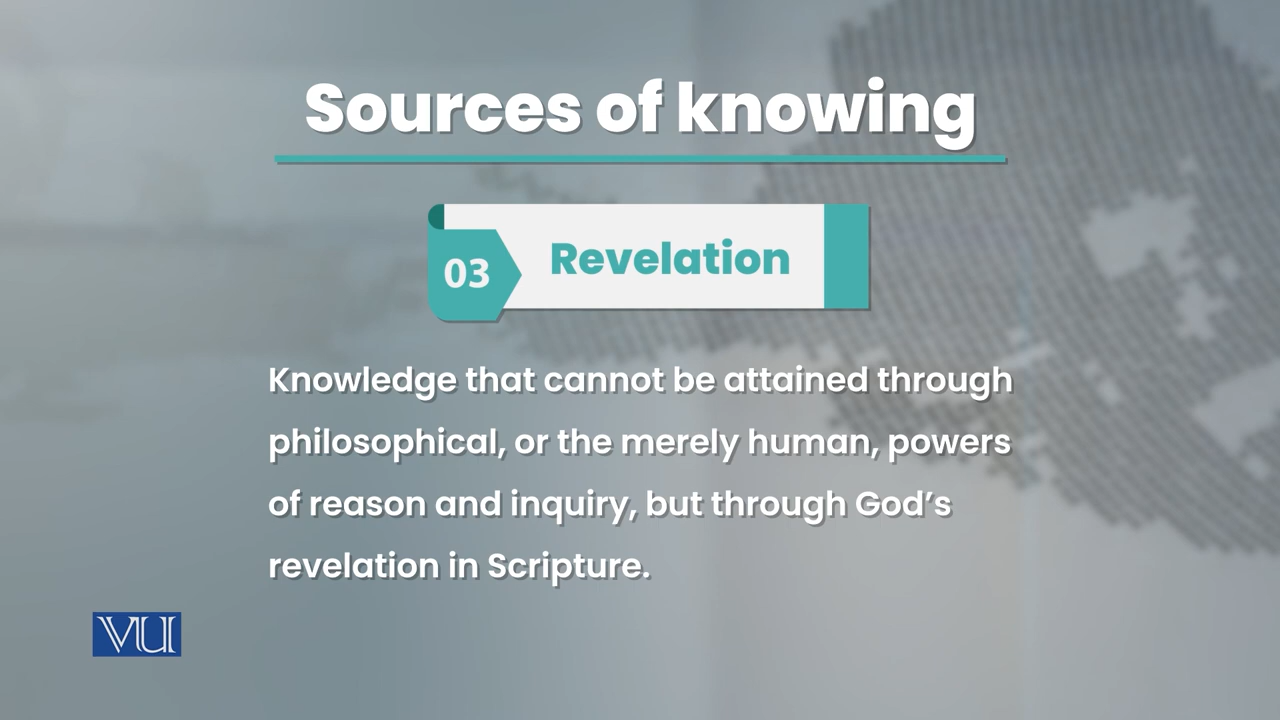 Sources of knowing
03
Revelation
Knowledge that cannot be attained through
philosophical, or the merely human, powers
of reason and inquiry, but through God’s
revelation in Scripture.
VU